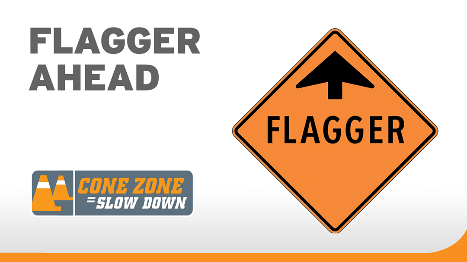 FLAGGER
AHEAD
FLAGGER
CONE ZONE
= SLOW DOWN